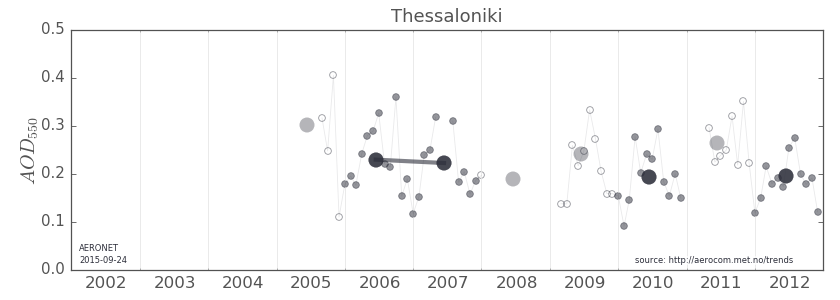 Thessaloniki
0.5
0.4
0.3
0.2
0.1
0.0
AOD550
AERONET
2015-09-24
source: http://aerocom.met.no/trends
2002 2003 2004 2005 2006 2007 2008 2009 2010 2011 2012